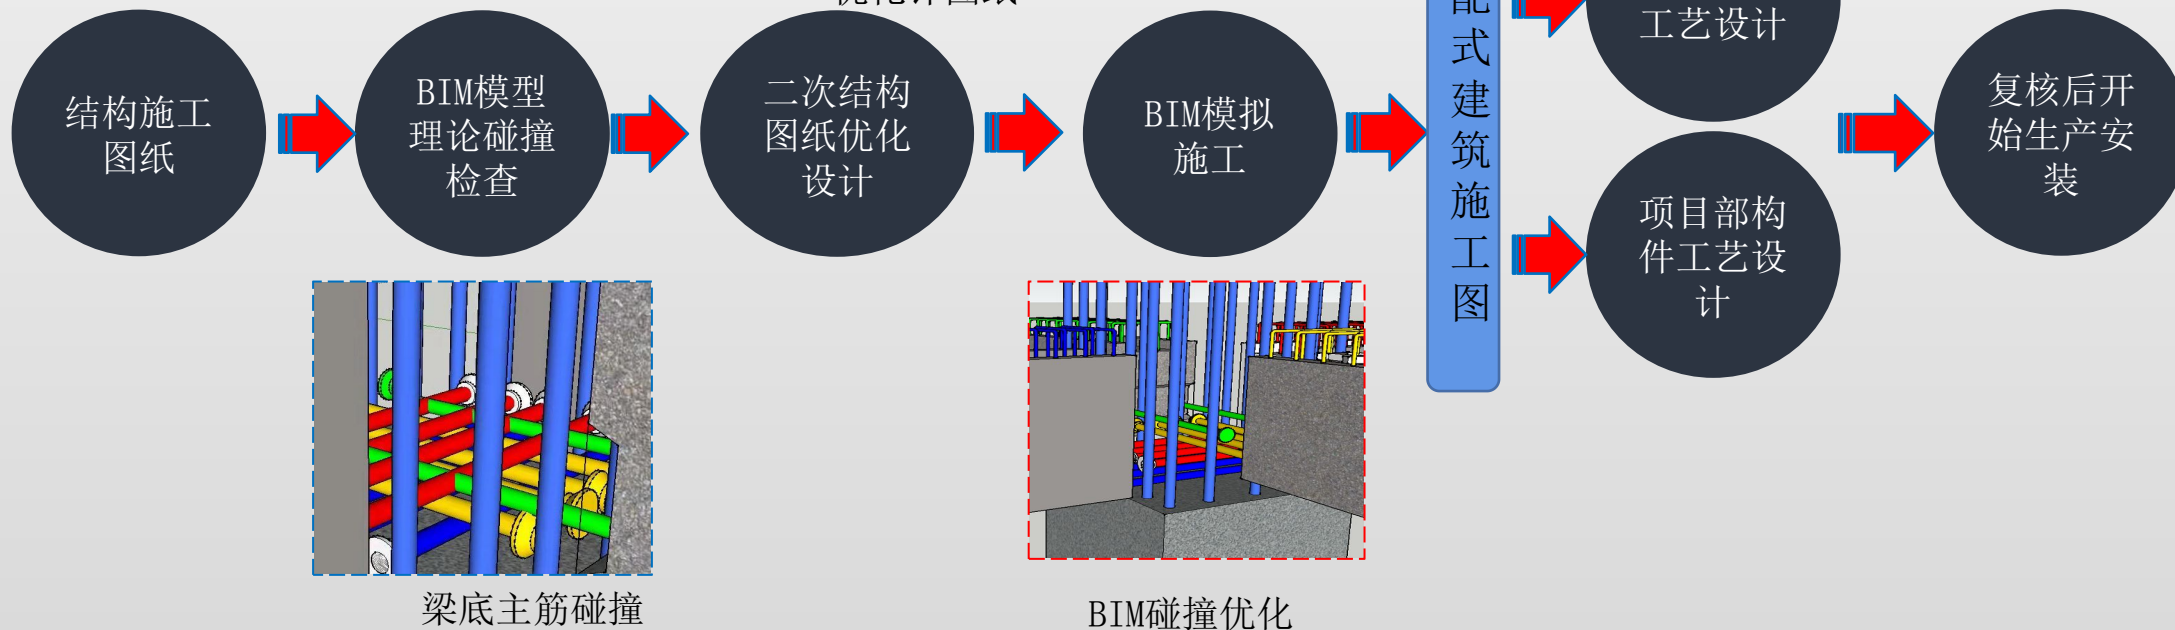 工艺设计
结构施工
图纸
BIM模型
理论碰撞
检查
二次结构
图纸优化
设计
BIM模拟
施工
配
式
建
筑
施
工
图
项目部构
件工艺设
计
复核后开
始生产安
装
梁底主筋碰撞
BIM碰撞优化